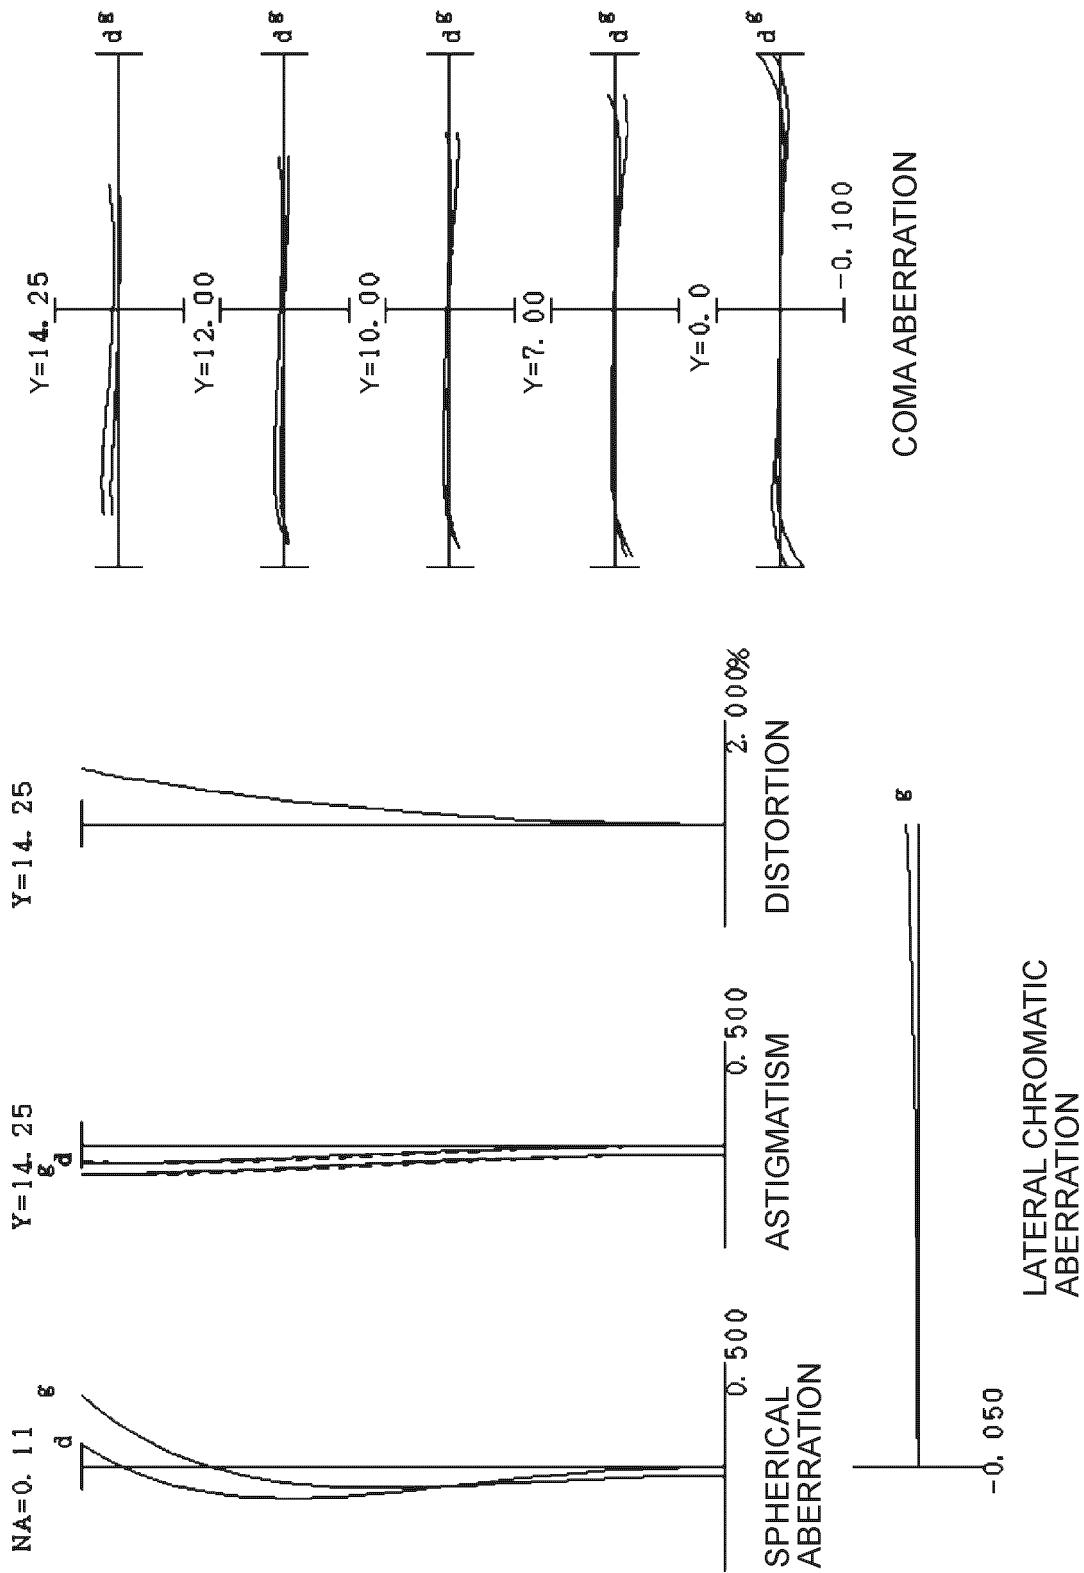 NA=0. 11
d
g
0. 500
SPHERICAL
ABERRATION
Y=14. 25
g
d
0. 500
ASTIGMATISM
Y=14. 25
2. 000%
DISTORTION
Y=14. 25
d g
Y=12. 00
d g
Y=10. 00
d g
Y=7. 00
d g
Y=0. 0
d g
-0. 100
COMA ABERRATION
g
-0. 050
LATERAL CHROMATIC
ABERRATION